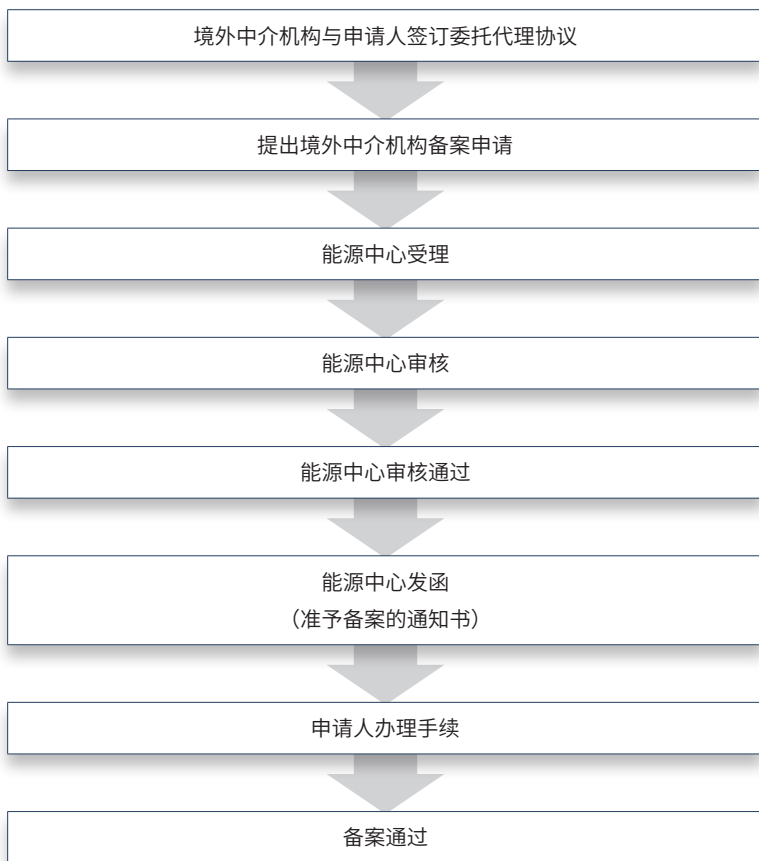 境外中介机构与申请人签订委托代理协议
提出境外中介机构备案申请
能源中心受理
能源中心审核
能源中心审核通过
能源中心发函
（准予备案的通知书）
申请人办理手续
备案通过